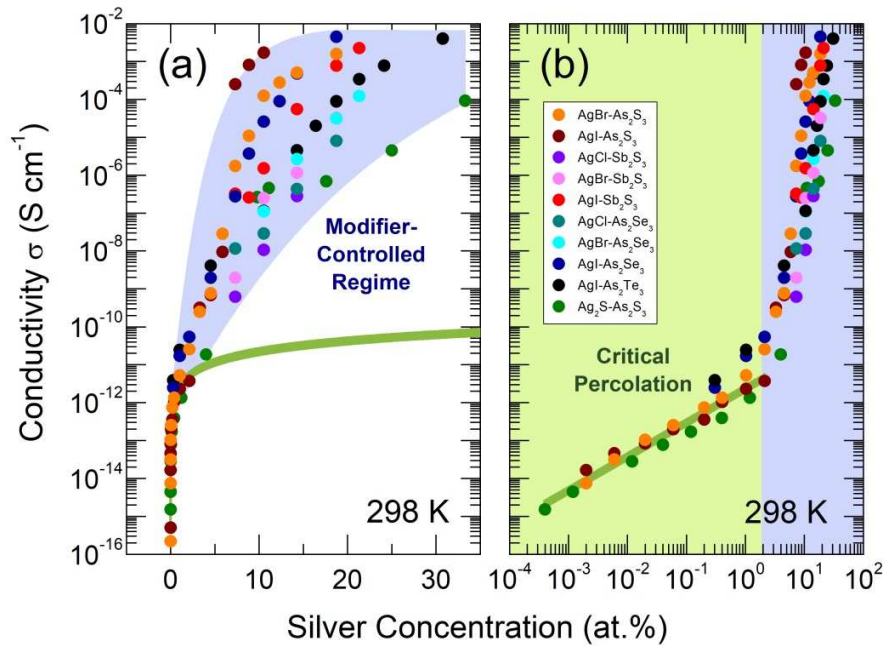 (a)
(b)
Conductivity σ (S cm⁻¹)
10⁻²
10⁻⁴
10⁻⁶
10⁻⁸
10⁻¹⁰
10⁻¹²
10⁻¹⁴
10⁻¹⁶
Modifier-
Controlled
Regime
298 K
0 10 20 30
AgBr-As₂S₃
AgI-As₂S₃
AgCl-Sb₂S₃
AgBr-Sb₂S₃
AgI-Sb₂S₃
AgCl-As₂Se₃
AgBr-As₂Se₃
AgI-As₂Se₃
AgI-As₂Te₃
Ag₂S-As₂S₃
Critical
Percolation
298 K
10⁻⁴ 10⁻³ 10⁻² 10⁻¹ 10⁰ 10¹ 10²
Silver Concentration (at.%)